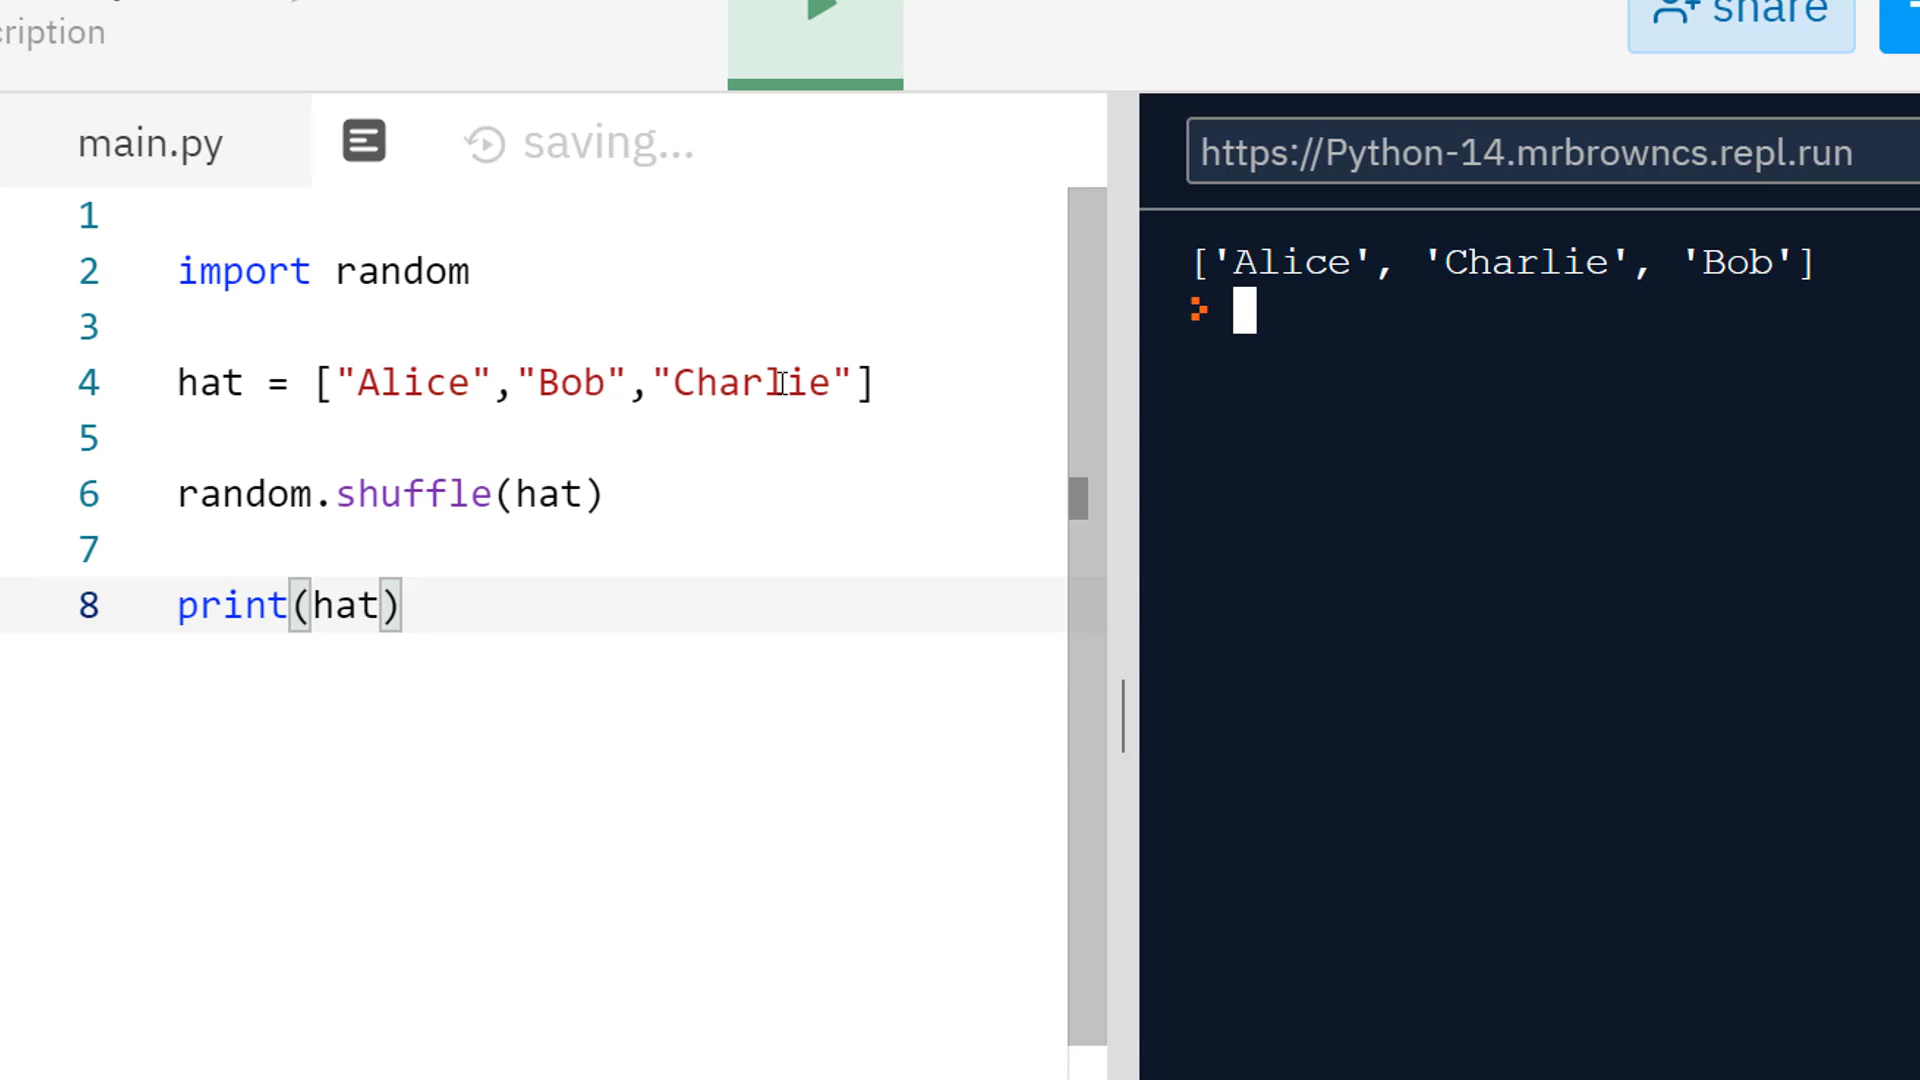 cription
share
main.py
saving...
https://Python-14.mrbrowncs.repl.run
1
2 import random
3
4 hat = ["Alice","Bob","Charlie"]
5
6 random.shuffle(hat)
7
8 print(hat)
['Alice', 'Charlie', 'Bob']